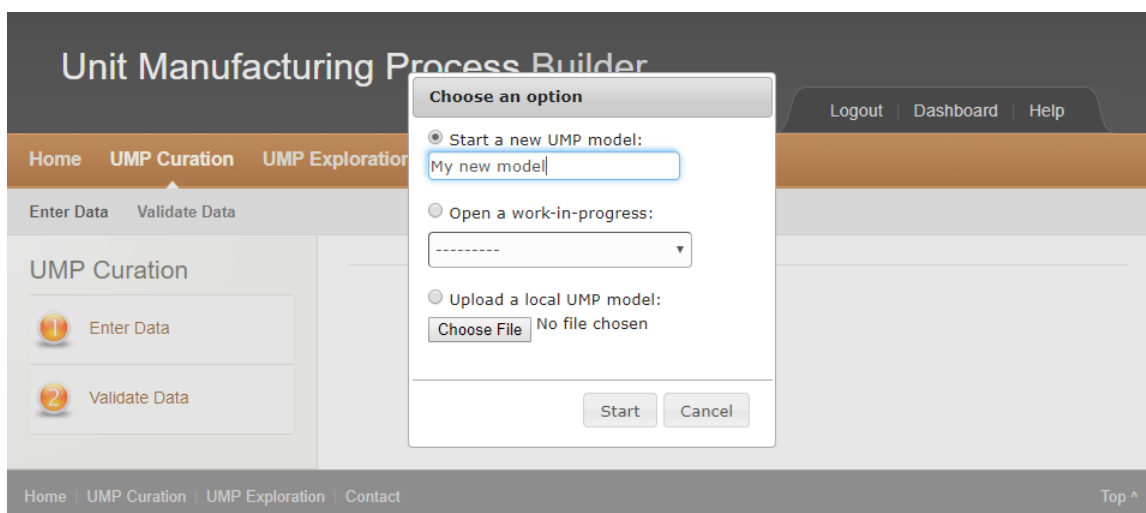 Unit Manufacturing Process Builder
Logout | Dashboard | Help
Home UMP Curation UMP Exploration
Enter Data Validate Data
UMP Curation
1 Enter Data
2 Validate Data
Choose an option
Start a new UMP model:
My new model
Open a work-in-progress:
---------
Upload a local UMP model:
Choose File No file chosen
Start Cancel
Home | UMP Curation | UMP Exploration | Contact
Top ^